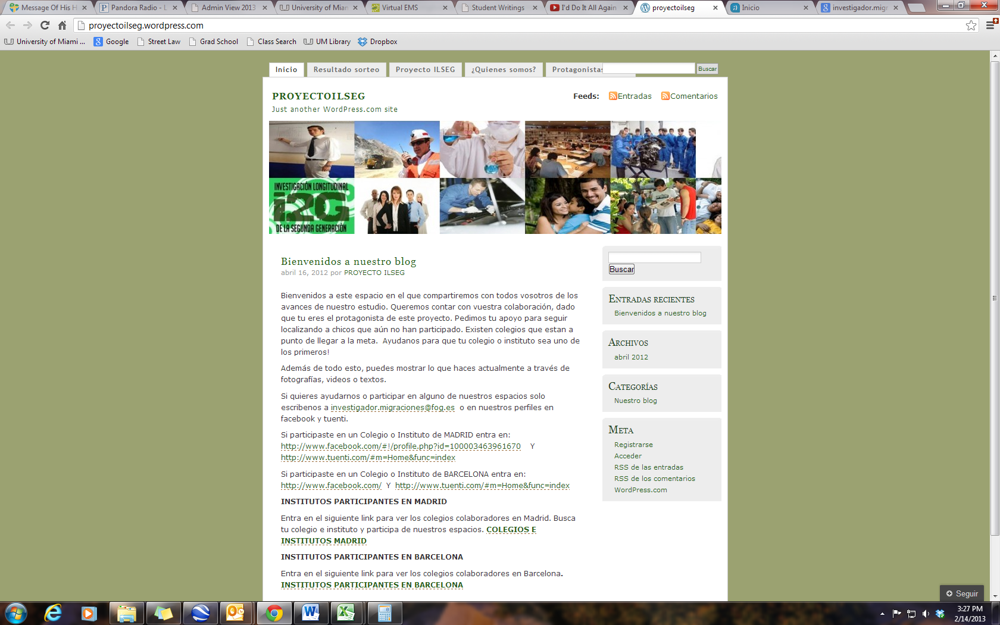 Message Of His H
Pandora Radio - L
Admin View 2013
University of Mian
Virtual EMS
Student Writings
I'd Do It All Again
proyectoilseg
Inicio
investigador.migr
proyectoilseg.wordpress.com
University of Miami ...
Google
Street Law
Grad School
Class Search
UM Library
Dropbox
Inicio
Resultado sorteo
Proyecto ILSEG
¿Quienes somos?
Protagonistas
Buscar
PROYECTOILSEG
Just another WordPress.com site
Feeds:
Entradas
Comentarios
INVESTIGACIÓN LONGITUDINAL
i2G
DE LA SEGUNDA GENERACIÓN
Bienvenidos a nuestro blog
abril 16, 2012 por PROYECTO ILSEG
Bienvenidos a este espacio en el que compartiremos con todos vosotros de los
avances de nuestro estudio. Queremos contar con vuestra colaboración, dado
que tu eres el protagonista de este proyecto. Pedimos tu apoyo para seguir
localizando a chicos que aún no han participado. Existen colegios que estan a
punto de llegar a la meta.  Ayudanos para que tu colegio o instituto sea uno de
los primeros!
Además de todo esto, puedes mostrar lo que haces actualmente a través de
fotografías, videos o textos.
Si quieres ayudarnos o participar en alguno de nuestros espacios solo
escribenos a investigador.migraciones@fog.es  o en nuestros perfiles en
facebook y tuenti.
Si participaste en un Colegio o Instituto de MADRID entra en:
http://www.facebook.com/#!/profile.php?id=100003463961670    Y
http://www.tuenti.com/#m=Home&func=index
Si participaste en un Colegio o Instituto de BARCELONA entra en:
http://www.facebook.com/  Y  http://www.tuenti.com/#m=Home&func=index
INSTITUTOS PARTICIPANTES EN MADRID
Entra en el siguiente link para ver los colegios colaboradores en Madrid. Busca
tu colegio e instituto y participa de nuestros espacios. COLEGIOS E
INSTITUTOS MADRID
INSTITUTOS PARTICIPANTES EN BARCELONA
Entra en el siguiente link para ver los colegios colaboradores en Barcelona.
INSTITUTOS PARTICIPANTES EN BARCELONA
Buscar
ENTRADAS RECIENTES
Bienvenidos a nuestro blog
ARCHIVOS
abril 2012
CATEGORÍAS
Nuestro blog
META
Registrarse
Acceder
RSS de las entradas
RSS de los comentarios
WordPress.com
Seguir
3:27 PM
2/14/2013